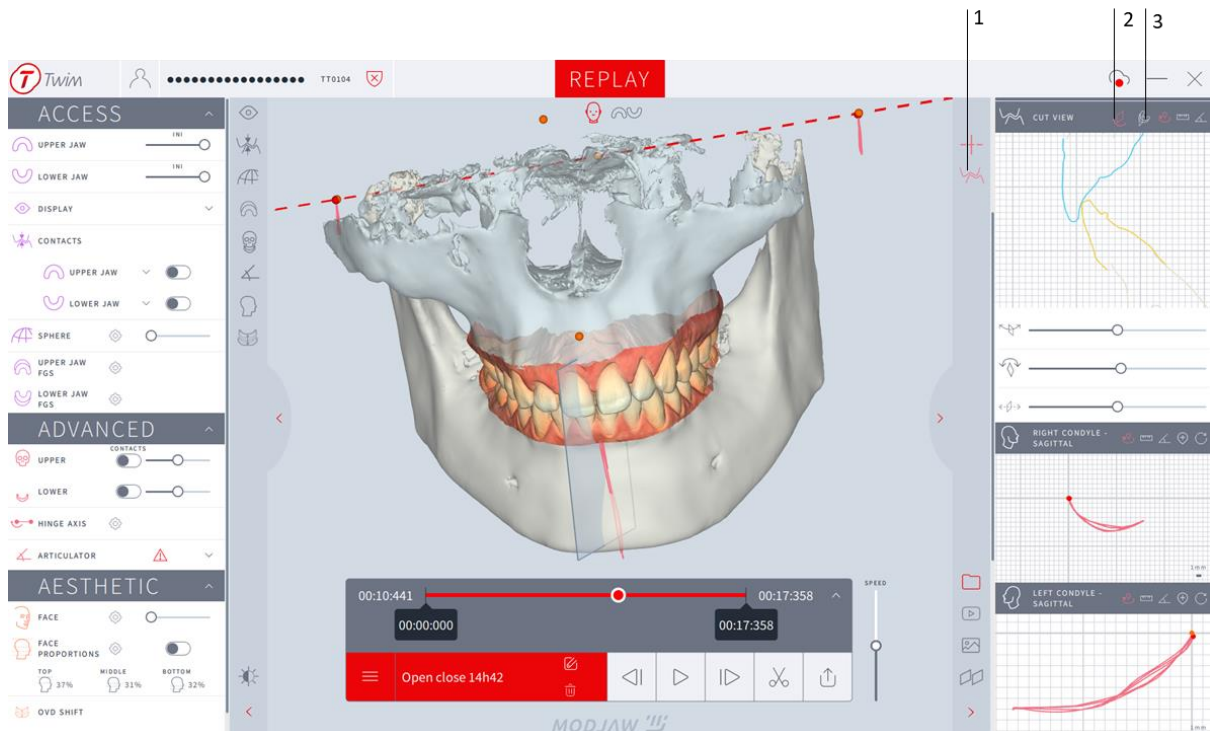 1
2
3
Twim
●●●●●●●●●●●●●●●●●
TT0104
REPLAY
ACCESS
INI
UPPER JAW
INI
LOWER JAW
DISPLAY
CONTACTS
UPPER JAW
LOWER JAW
SPHERE
UPPER JAW
FGS
LOWER JAW
FGS
ADVANCED
CONTACTS
UPPER
LOWER
HINGE AXIS
ARTICULATOR
AESTHETIC
FACE
FACE
PROPORTIONS
TOP MIDDLE BOTTOM
37% 31% 32%
OVD SHIFT
00:10:441
00:17:358
00:00:000
00:17:358
Open close 14h42
SPEED
MODJAW
CUT VIEW
RIGHT CONDYLE -
SAGITTAL
1mm
LEFT CONDYLE -
SAGITTAL
1mm